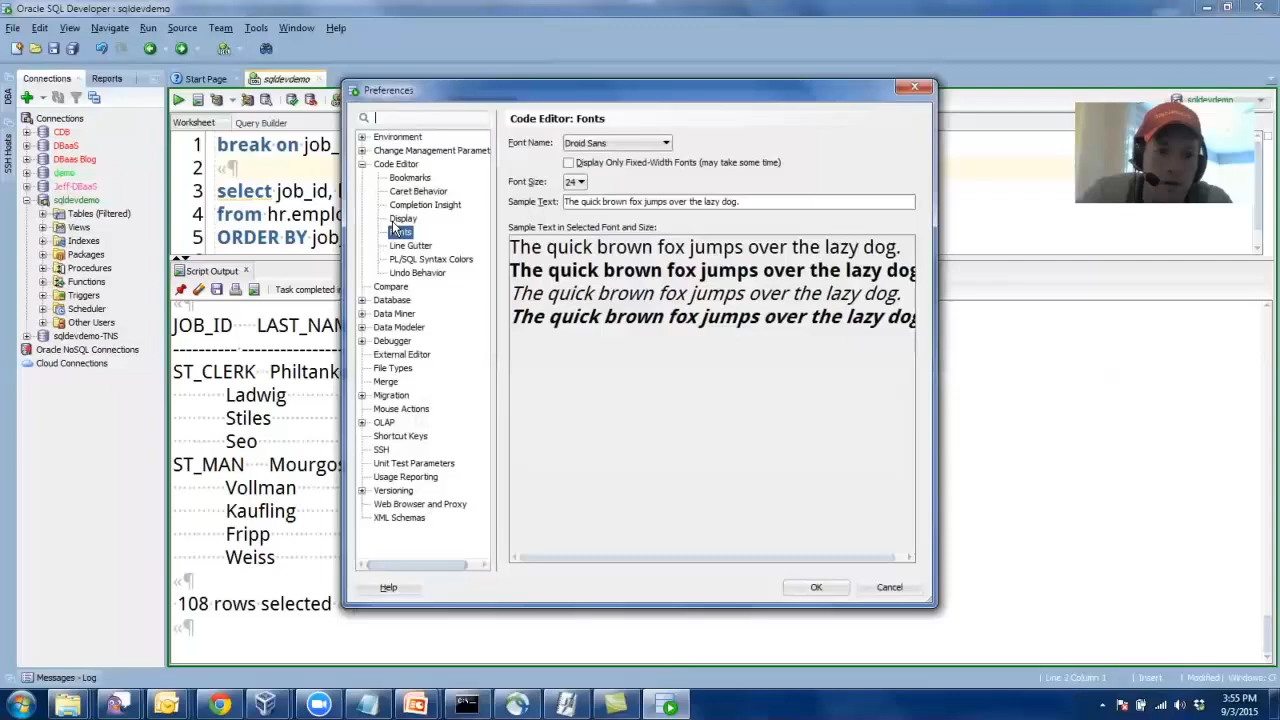 Oracle SQL Developer : sqldevdemo
File Edit View Navigate Run Source Team Tools Window Help
Connections Reports
Start Page sqldevdemo
DBA
SSH Hosts
Connections
CDB
DBaaS
DBaas Blog
demo
Jeff-DBaaS
sqldevdemo
Tables (Filtered)
Views
Indexes
Packages
Procedures
Functions
Triggers
Scheduler
Other Users
sqldevdemo-TNS
Oracle NoSQL Connections
Cloud Connections
sqldevdemo
Worksheet Query Builder
1 break on job_
2
3 select job_id, l
4 from hr.emplo
5 ORDER BY job_
Script Output
Task completed in
JOB_ID LAST_NAM
---------- -
ST_CLERK Philtank
Ladwig
Stiles
Seo
ST_MAN Mourgos
Vollman
Kaufling
Fripp
Weiss
108 rows selected
Preferences
Environment
Change Management Paramet
Code Editor
Bookmarks
Caret Behavior
Completion Insight
Display
Fonts
Line Gutter
PL/SQL Syntax Colors
Undo Behavior
Compare
Database
Data Miner
Data Modeler
Debugger
External Editor
File Types
Merge
Migration
Mouse Actions
OLAP
Shortcut Keys
SSH
Unit Test Parameters
Usage Reporting
Versioning
Web Browser and Proxy
XML Schemas
Code Editor: Fonts
Font Name: Droid Sans
Display Only Fixed-Width Fonts (may take some time)
Font Size: 24
Sample Text: The quick brown fox jumps over the lazy dog.
Sample Text in Selected Font and Size:
The quick brown fox jumps over the lazy dog.
The quick brown fox jumps over the lazy dog
The quick brown fox jumps over the lazy dog.
The quick brown fox jumps over the lazy dog
Help OK Cancel
Messages - Log
Line 2 Column 1 Insert Modified Windows: C
3:55 PM
9/3/2015